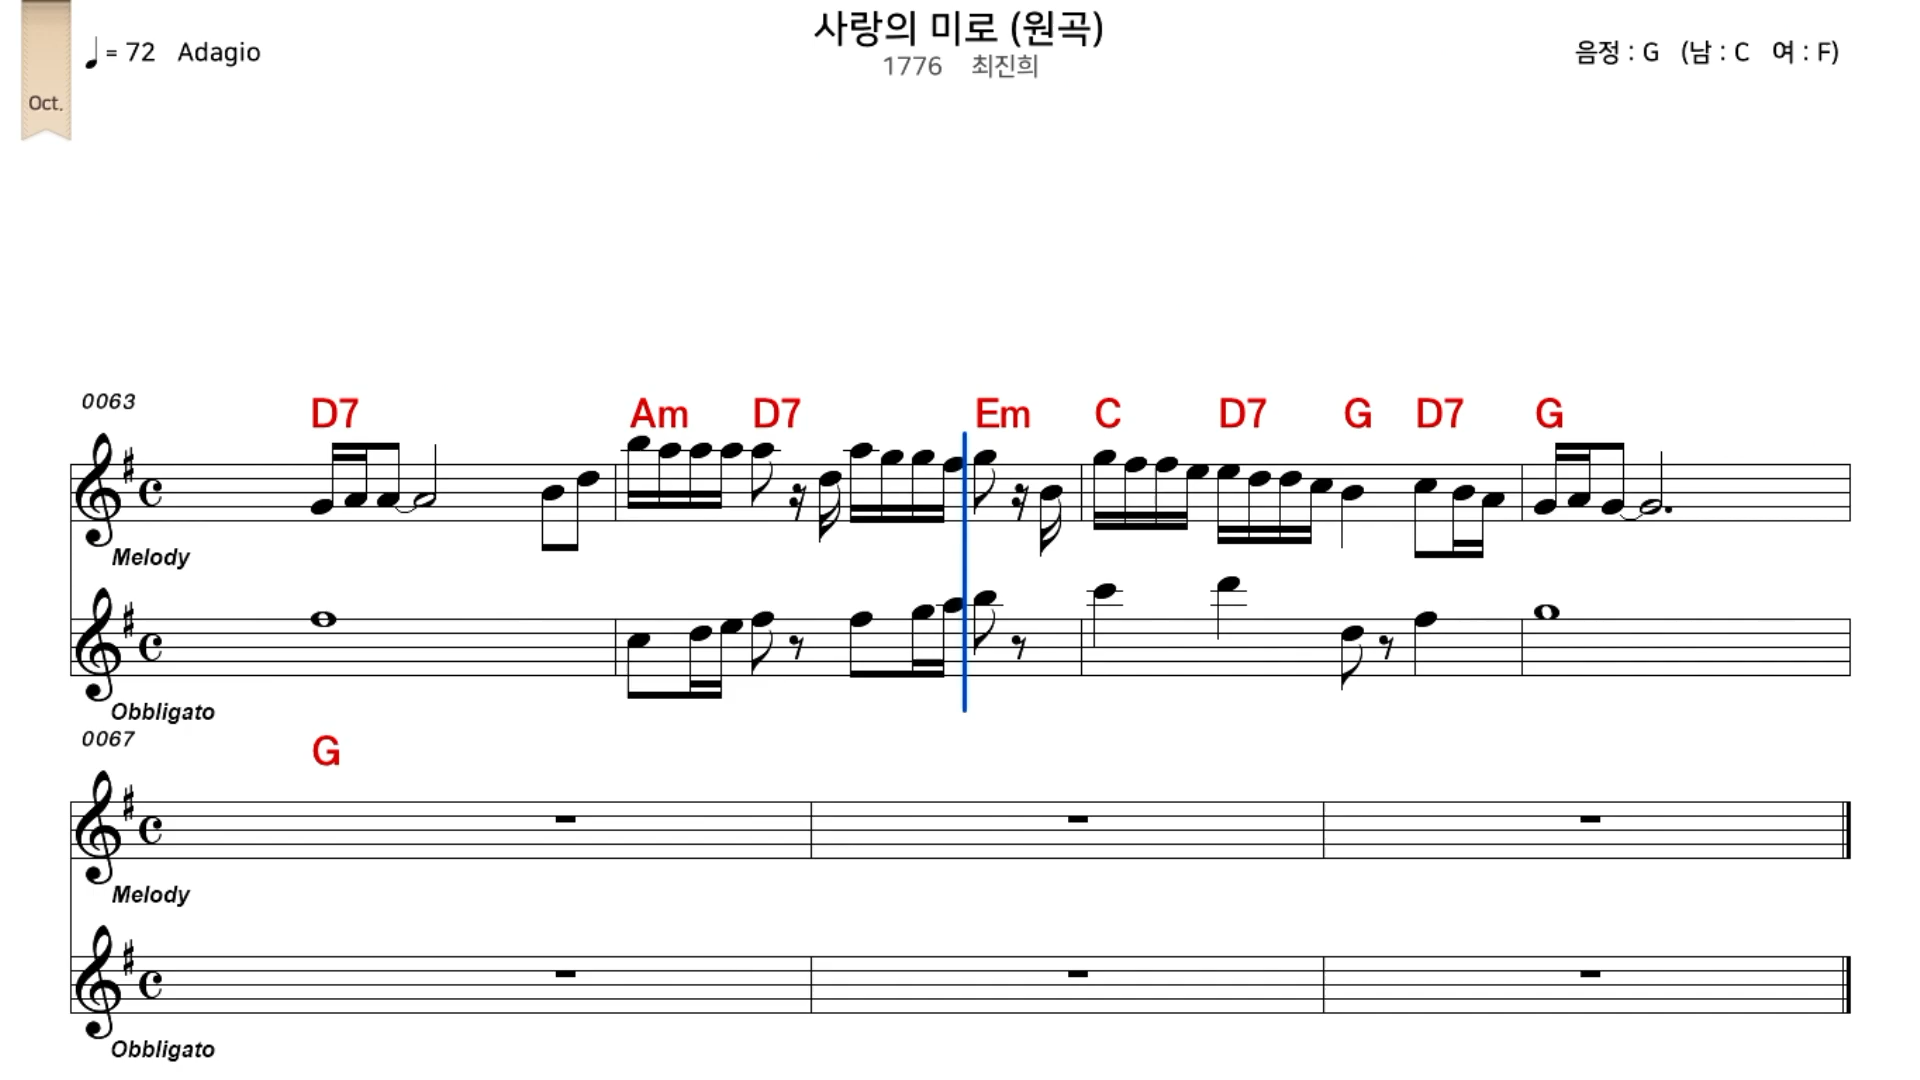 사랑의 미로 (원곡)
♩= 72 Adagio
1776 최진희
음정 : G (남 : C 여 : F)
Oct.
0063
D7 Am D7 Em C D7 G D7 G
Melody
Obbligato
0067
G
Melody
Obbligato